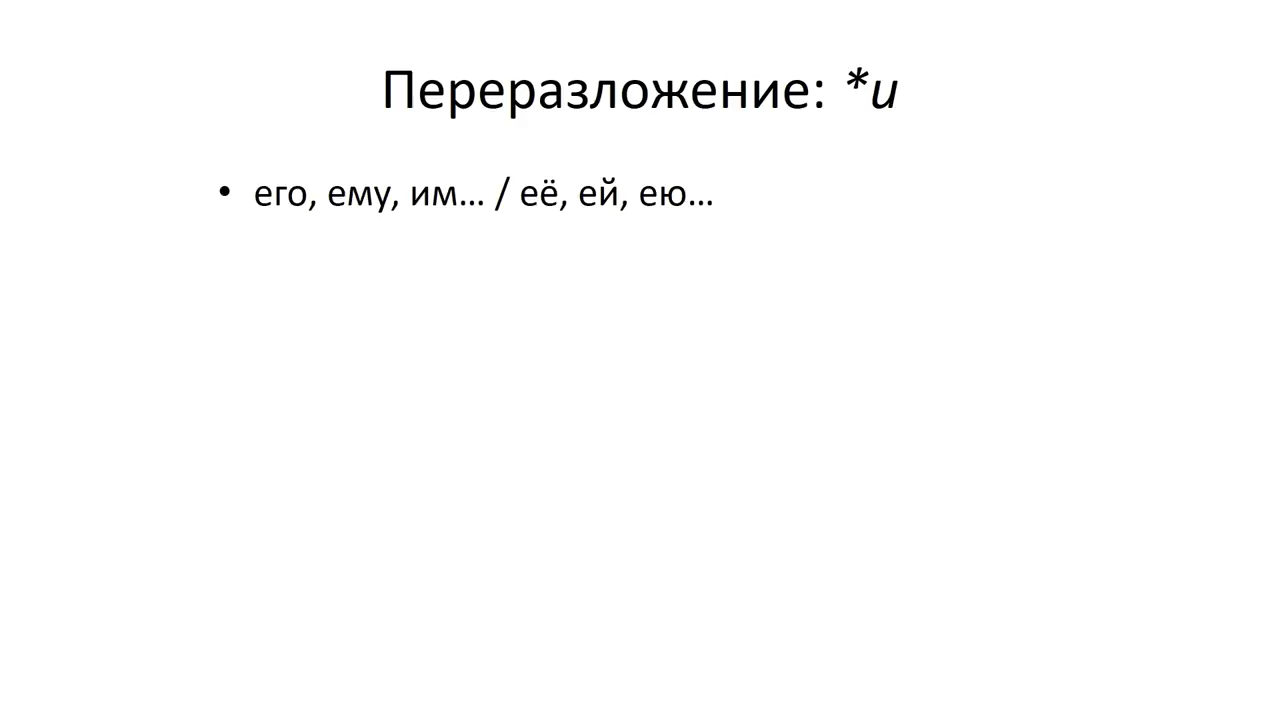 Переразложение: *и
• его, ему, им… / её, ей, ею…